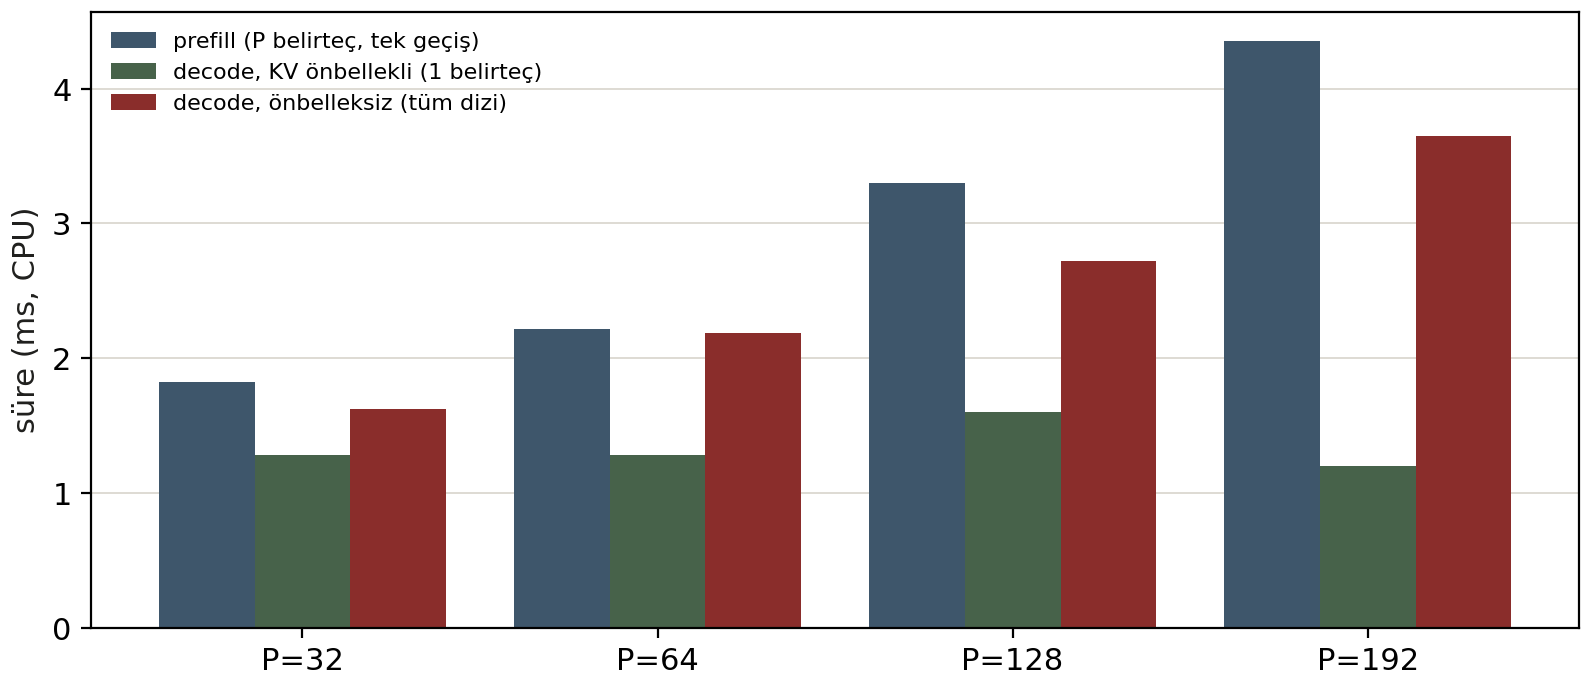 prefill (P belirteç, tek geçiş)
decode, KV önbellekli (1 belirteç)
decode, önbelleksiz (tüm dizi)
süre (ms, CPU)
4
3
2
1
0
P=32
P=64
P=128
P=192